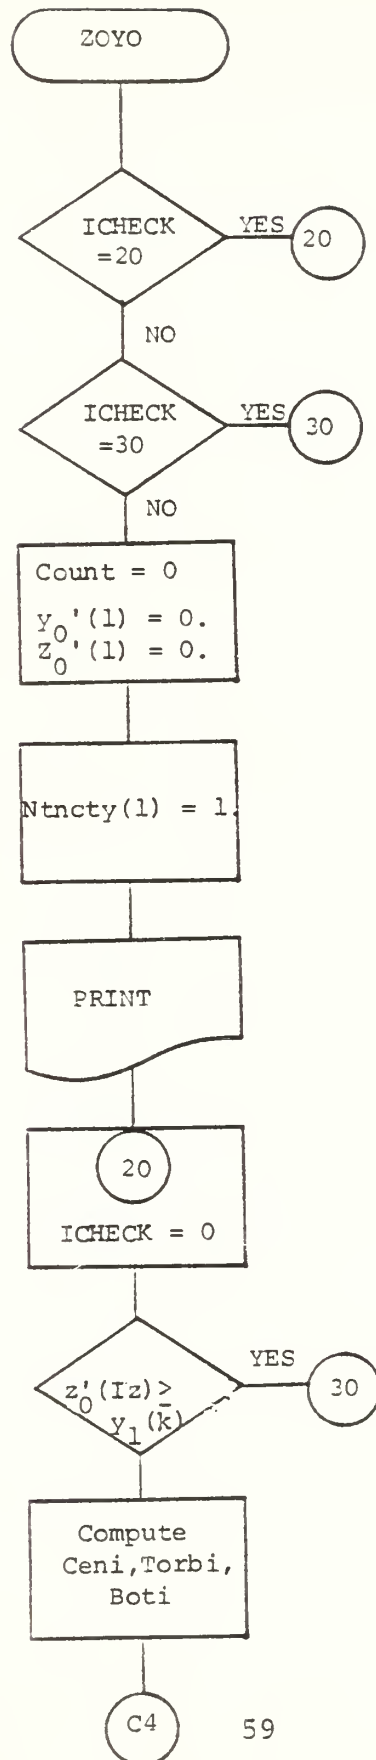 ZOYO
ICHECK
=20
YES
20
NO
ICHECK
=30
YES
30
NO
Count = 0
y0'(1) = 0.
Z0'(1) = 0.
Ntncty(1) = 1.
PRINT
20
ICHECK = 0
YES
z0'(Iz)>
y1(k̄)
30
Compute
Ceni,Torbi,
Boti
C4
59